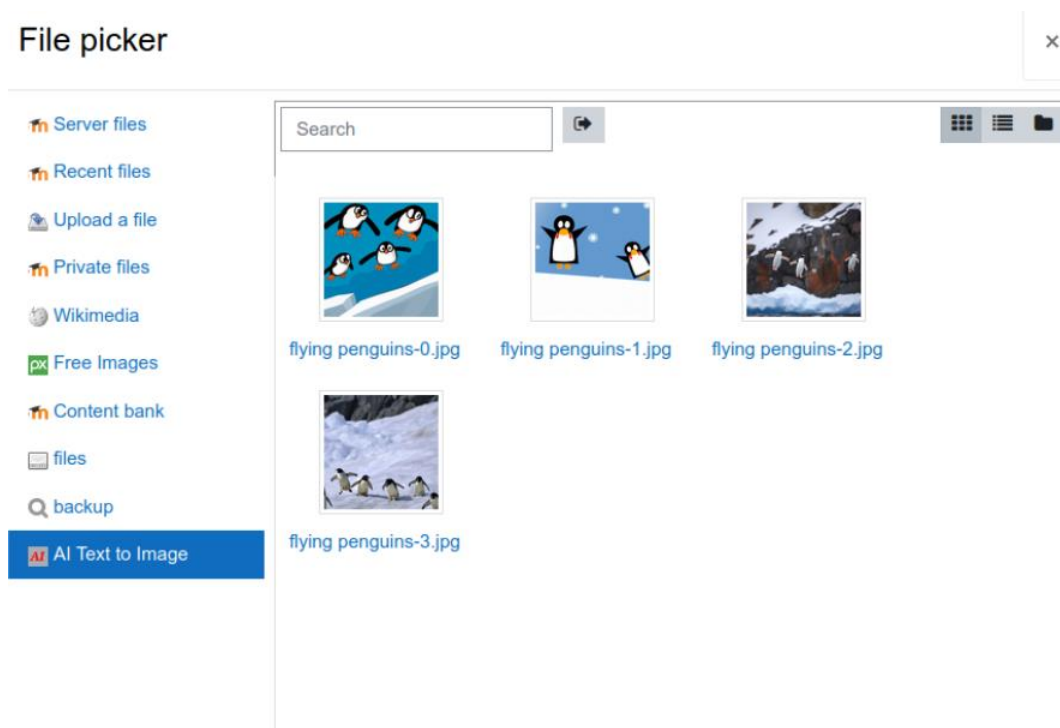 File picker
×
Server files
Recent files
Upload a file
Private files
Wikimedia
px Free Images
Content bank
files
backup
AI AI Text to Image
Search
flying penguins-0.jpg
flying penguins-1.jpg
flying penguins-2.jpg
flying penguins-3.jpg